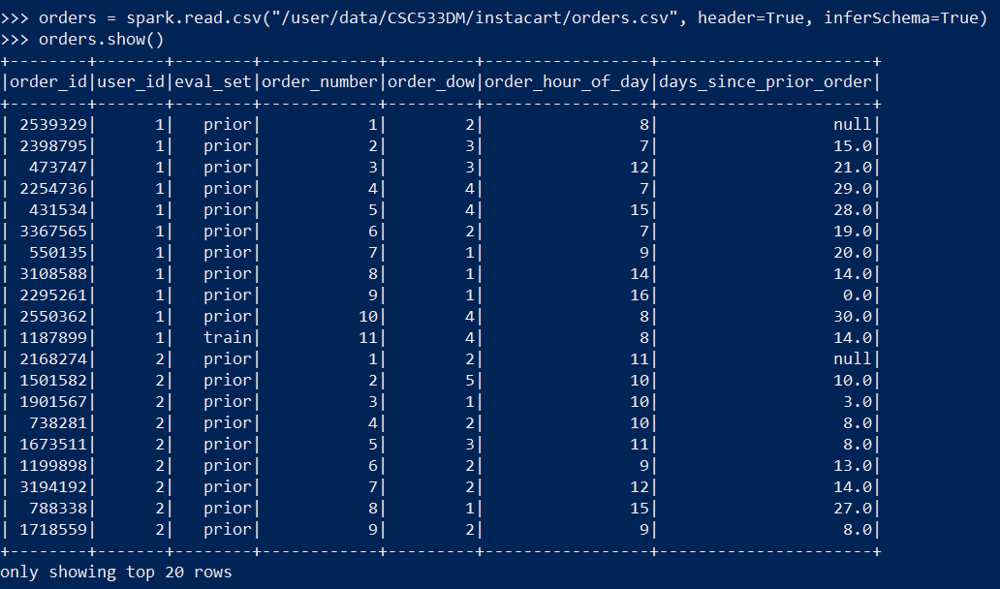 >>> orders = spark.read.csv("/user/data/CSC533DM/instacart/orders.csv", header=True, inferSchema=True)
>>> orders.show()
+--------+-------+--------+------------+---------+-----------------+----------------------+
|order_id|user_id|eval_set|order_number|order_dow|order_hour_of_day|days_since_prior_order|
+--------+-------+--------+------------+---------+-----------------+----------------------+
| 2539329|      1|   prior|           1|        2|                8|                  null|
| 2398795|      1|   prior|           2|        3|                7|                  15.0|
|  473747|      1|   prior|           3|        3|               12|                  21.0|
| 2254736|      1|   prior|           4|        4|                7|                  29.0|
|  431534|      1|   prior|           5|        4|               15|                  28.0|
| 3367565|      1|   prior|           6|        2|                7|                  19.0|
|  550135|      1|   prior|           7|        1|                9|                  20.0|
| 3108588|      1|   prior|           8|        1|               14|                  14.0|
| 2295261|      1|   prior|           9|        1|               16|                   0.0|
| 2550362|      1|   prior|          10|        4|                8|                  30.0|
| 1187899|      1|   train|          11|        4|                8|                  14.0|
| 2168274|      2|   prior|           1|        2|               11|                  null|
| 1501582|      2|   prior|           2|        5|               10|                  10.0|
| 1901567|      2|   prior|           3|        1|               10|                   3.0|
|  738281|      2|   prior|           4|        2|               10|                   8.0|
| 1673511|      2|   prior|           5|        3|               11|                   8.0|
| 1199898|      2|   prior|           6|        2|                9|                  13.0|
| 3194192|      2|   prior|           7|        2|               12|                  14.0|
|  788338|      2|   prior|           8|        1|               15|                  27.0|
| 1718559|      2|   prior|           9|        2|                9|                   8.0|
+--------+-------+--------+------------+---------+-----------------+----------------------+
only showing top 20 rows